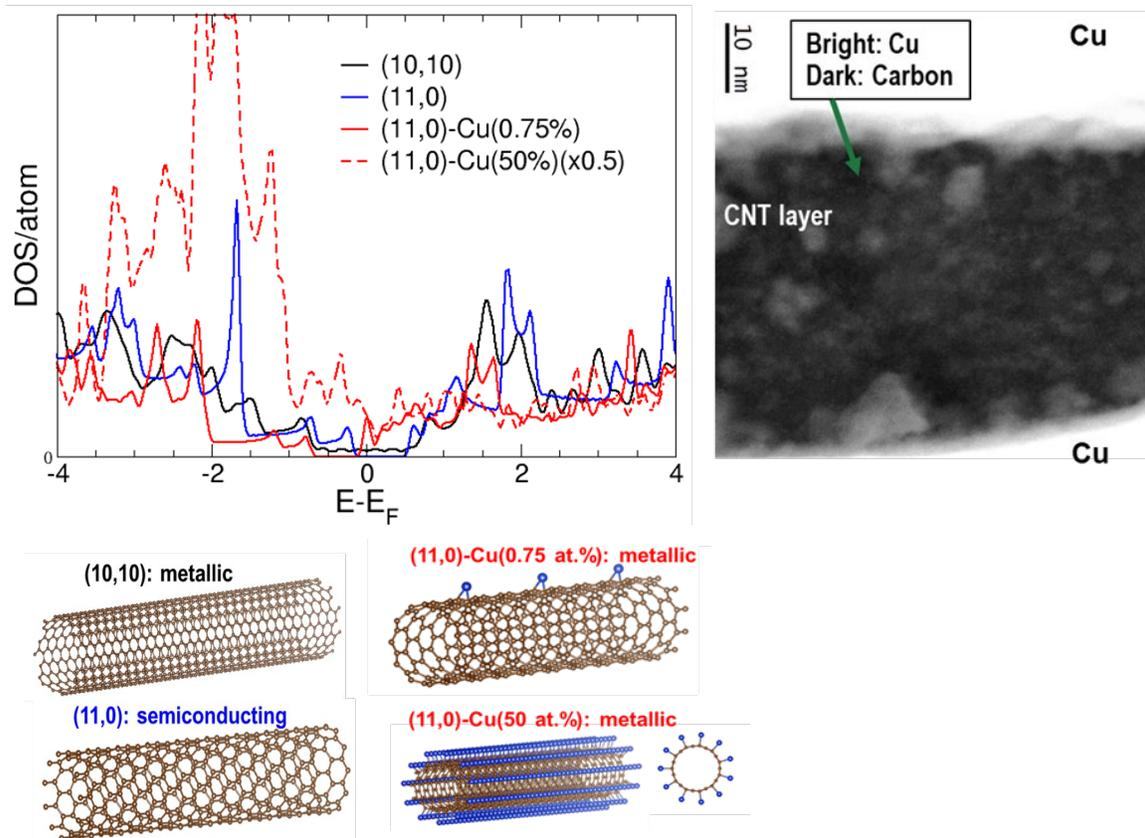 (10,10)
(11,0)
(11,0)-Cu(0.75%)
(11,0)-Cu(50%)(x0.5)
DOS/atom
0
-4 -2 0 2 4
E-EF
10 nm
Bright: Cu
Dark: Carbon
Cu
CNT layer
Cu
(10,10): metallic
(11,0)-Cu(0.75 at.%): metallic
(11,0): semiconducting
(11,0)-Cu(50 at.%): metallic